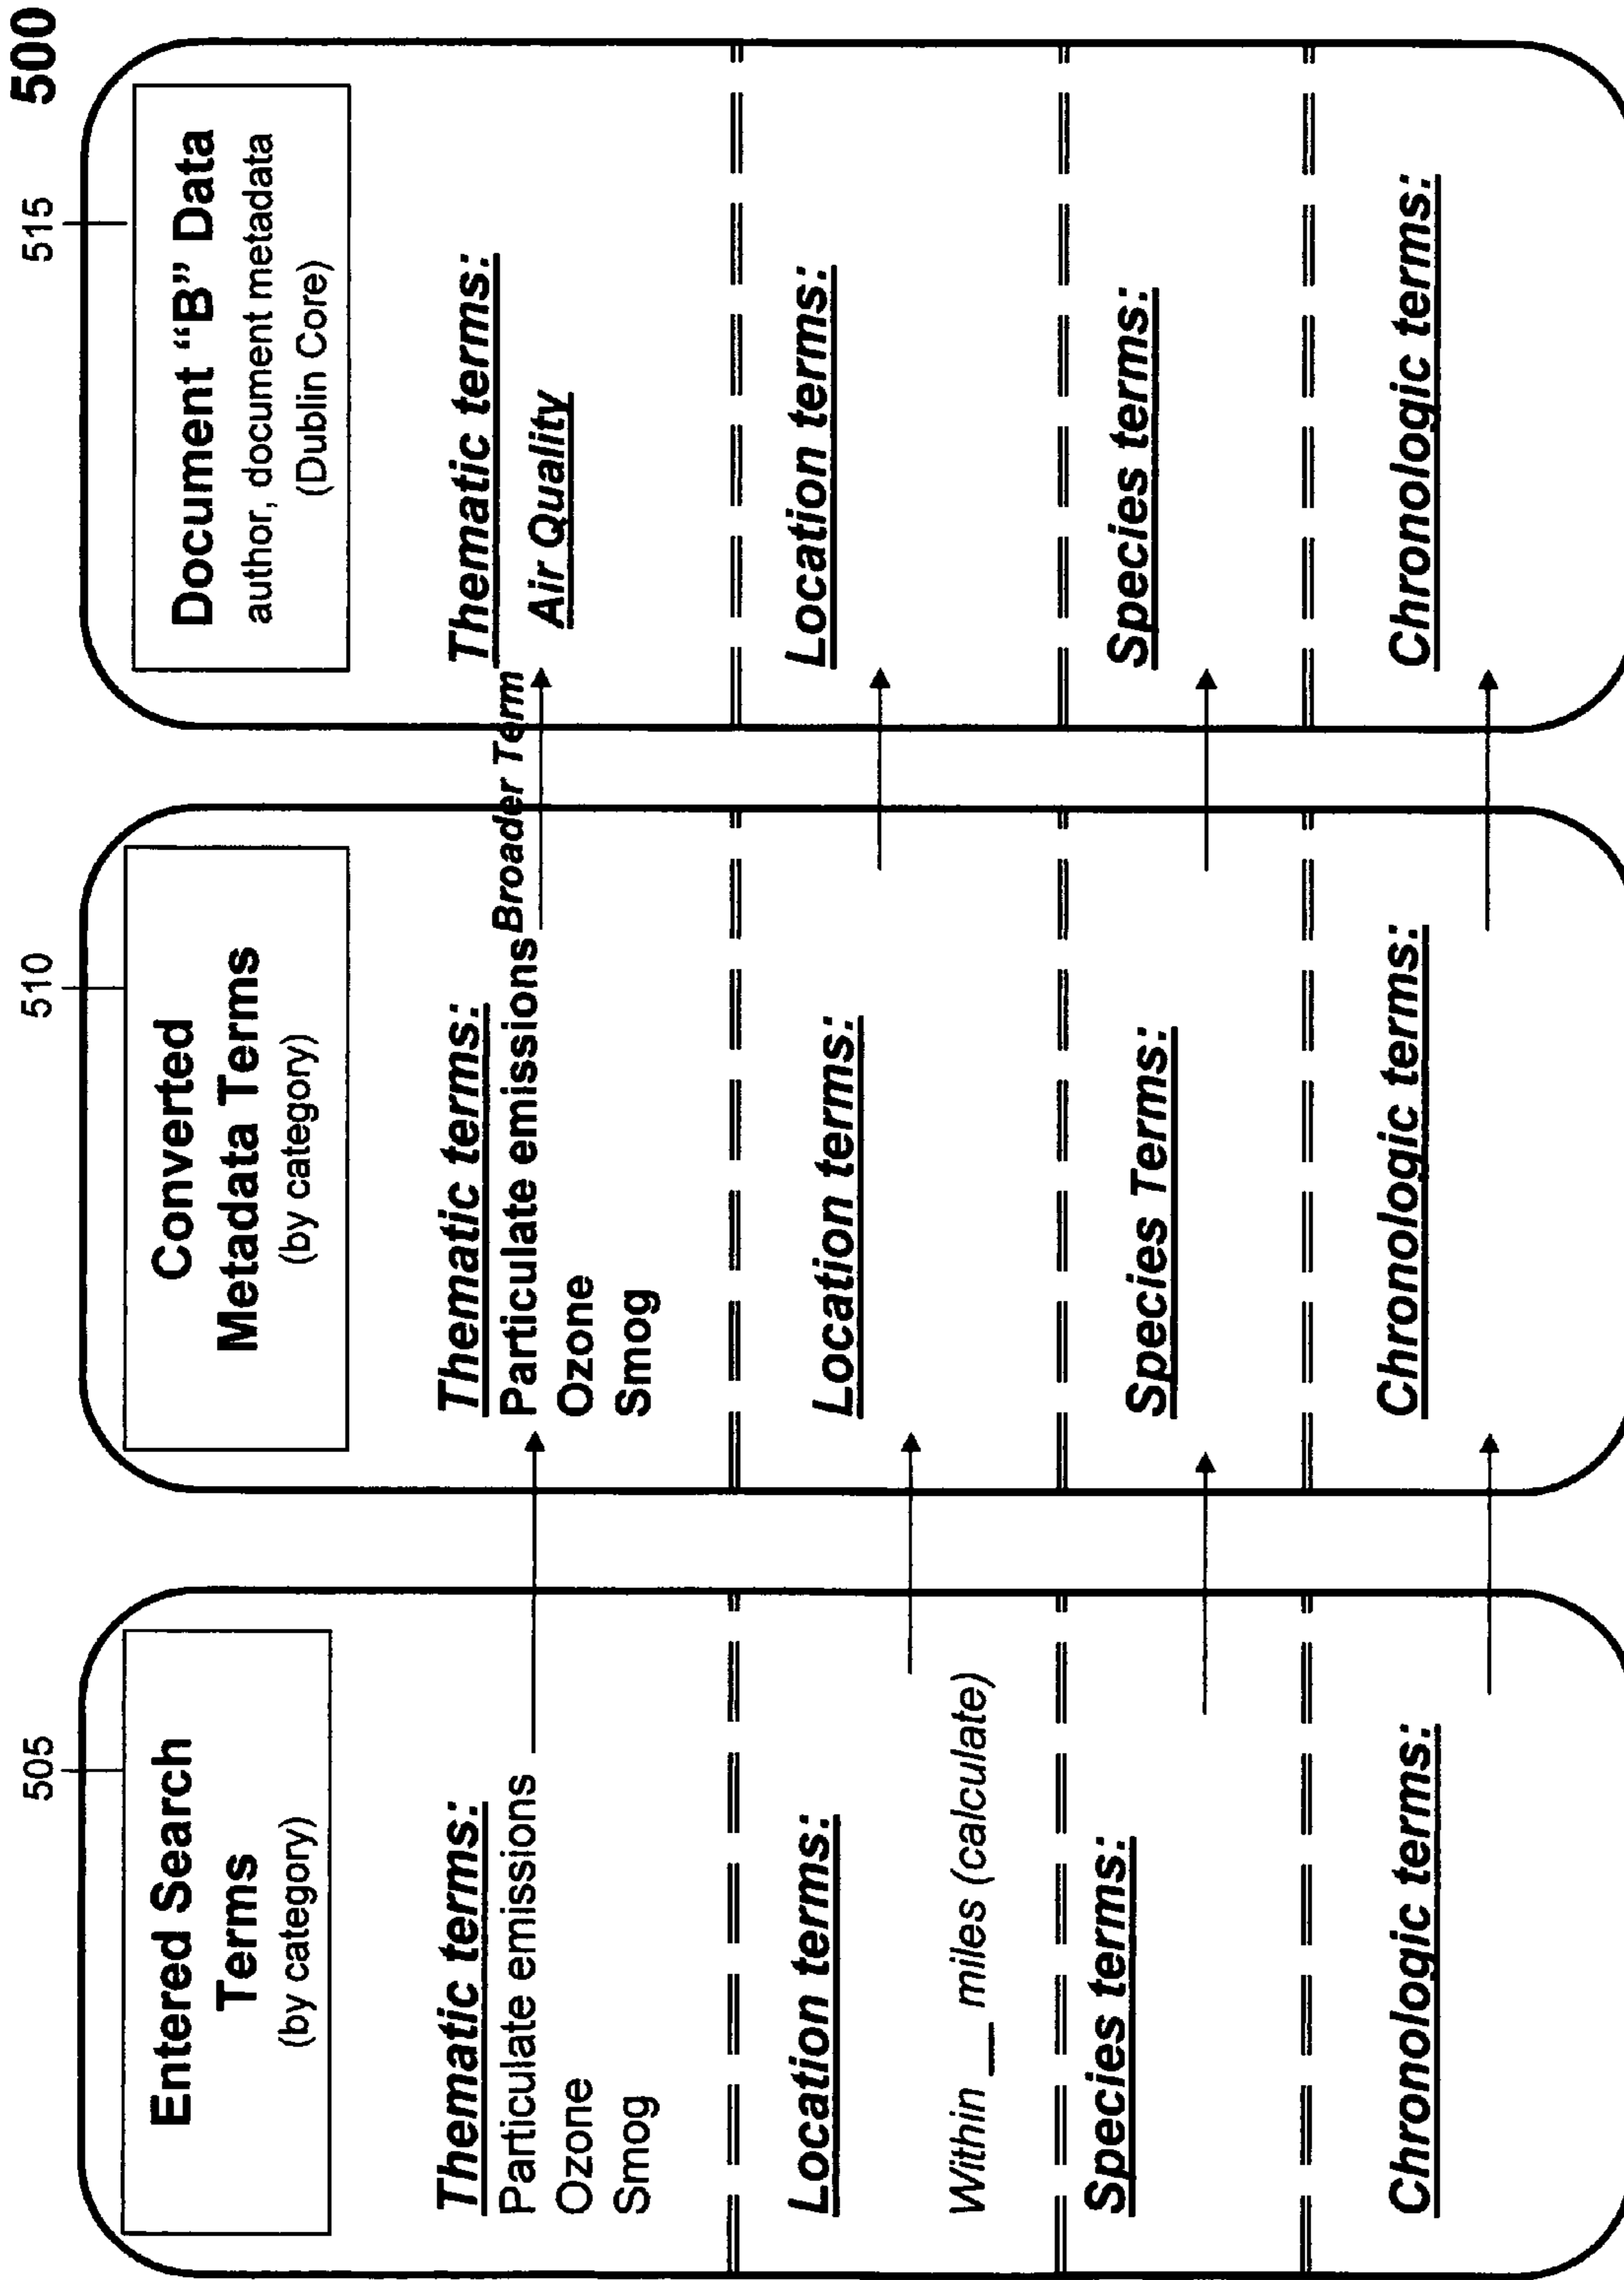 500
505
Entered Search
Terms
(by category)
Thematic terms:
Particulate emissions
Ozone
Smog
Location terms:
Within __ miles (calculate)
Species terms:
Chronologic terms:
510
Converted
Metadata Terms
(by category)
Thematic terms:
Particulate emissions
Ozone
Smog
Location terms:
Species Terms:
Chronologic terms:
Broader Term
515
Document “B” Data
author, document metadata
(Dublin Core)
Thematic terms:
Air Quality
Location terms:
Species terms:
Chronologic terms: